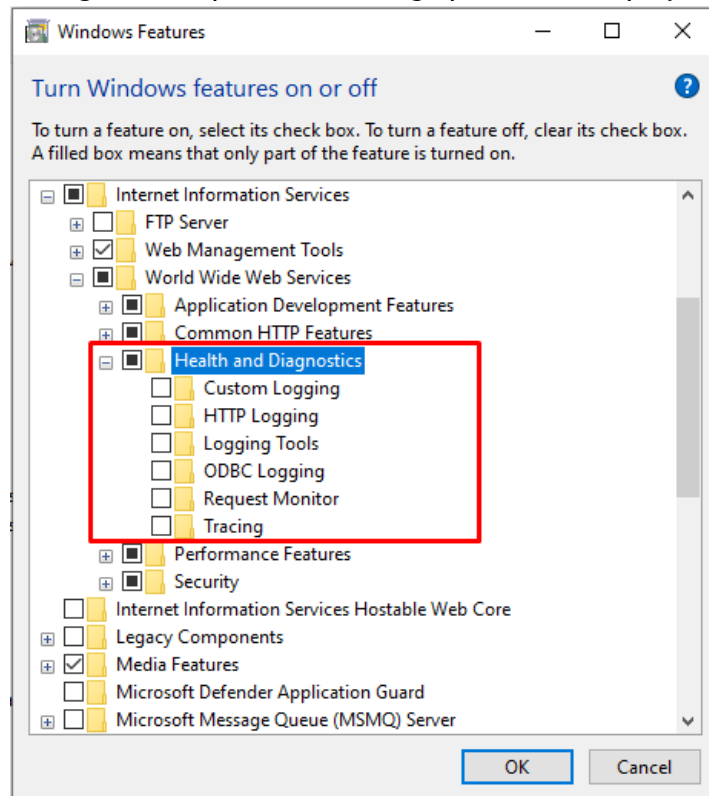 Windows Features
Turn Windows features on or off
To turn a feature on, select its check box. To turn a feature off, clear its check box.
A filled box means that only part of the feature is turned on.
Internet Information Services
FTP Server
Web Management Tools
World Wide Web Services
Application Development Features
Common HTTP Features
Health and Diagnostics
Custom Logging
HTTP Logging
Logging Tools
ODBC Logging
Request Monitor
Tracing
Performance Features
Security
Internet Information Services Hostable Web Core
Legacy Components
Media Features
Microsoft Defender Application Guard
Microsoft Message Queue (MSMQ) Server
OK Cancel